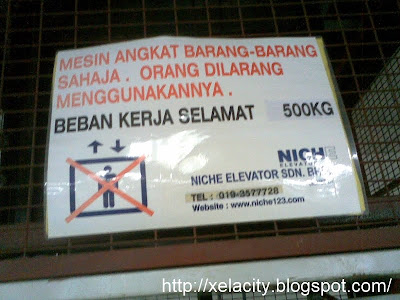 MESIN ANGKAT BARANG-BARANG
SAHAJA . ORANG DILARANG
MENGGUNAKANNYA .
BEBAN KERJA SELAMAT 500KG
NICHE
ELEVATOR
NICHE ELEVATOR SDN. BHD
TEL : 019-3577728
Website : www.niche123.com
http://xelacity.blogspot.com/